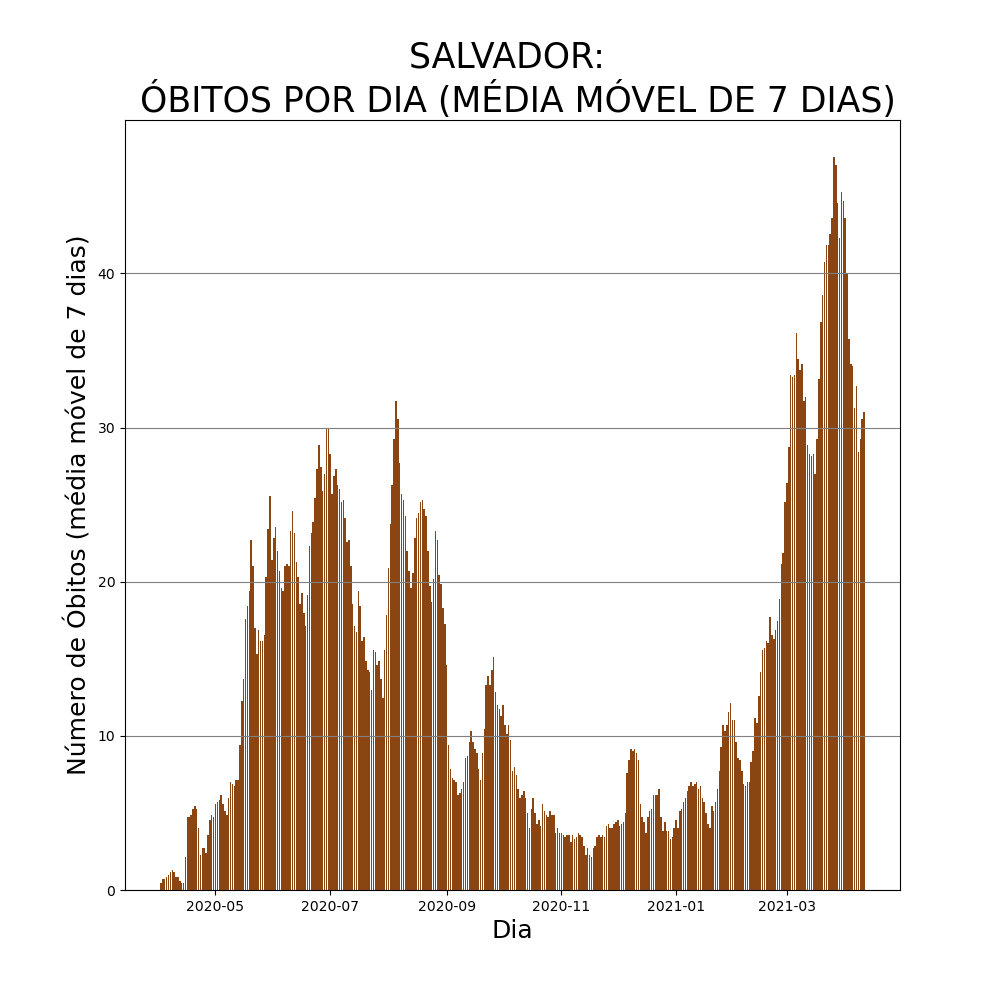 SALVADOR:
ÓBITOS POR DIA (MÉDIA MÓVEL DE 7 DIAS)
Número de Óbitos (média móvel de 7 dias)
40
30
20
10
0
2020-05 2020-07 2020-09 2020-11 2021-01 2021-03
Dia